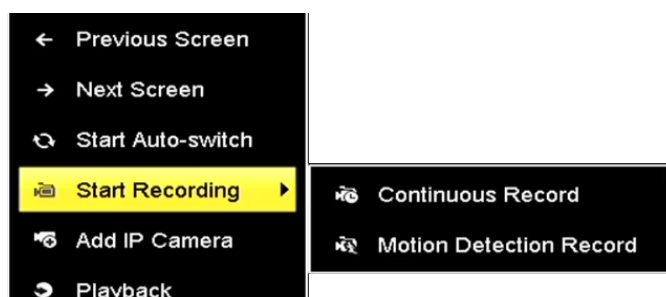 Previous Screen
Next Screen
Start Auto-switch
Start Recording
Continuous Record
Add IP Camera
Motion Detection Record
Playback